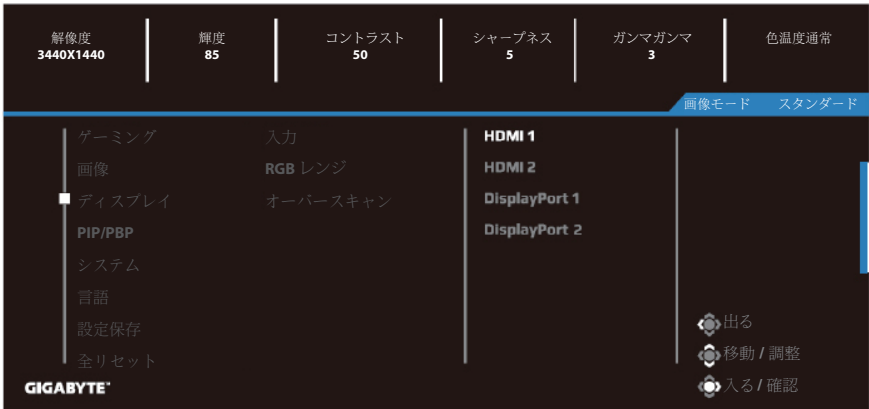 解像度 輝度 コントラスト シャープネス ガンマガンマ 色温度通常
3440X1440 85 50 5 3
画像モード スタンダード
ゲーミング 入力 HDMI 1
画像 RGB レンジ HDMI 2
ディスプレイ オーバースキャン DisplayPort 1
PIP/PBP DisplayPort 2
システム
言語
設定保存 出る
全リセット 移動 / 調整
GIGABYTE™ 入る / 確認